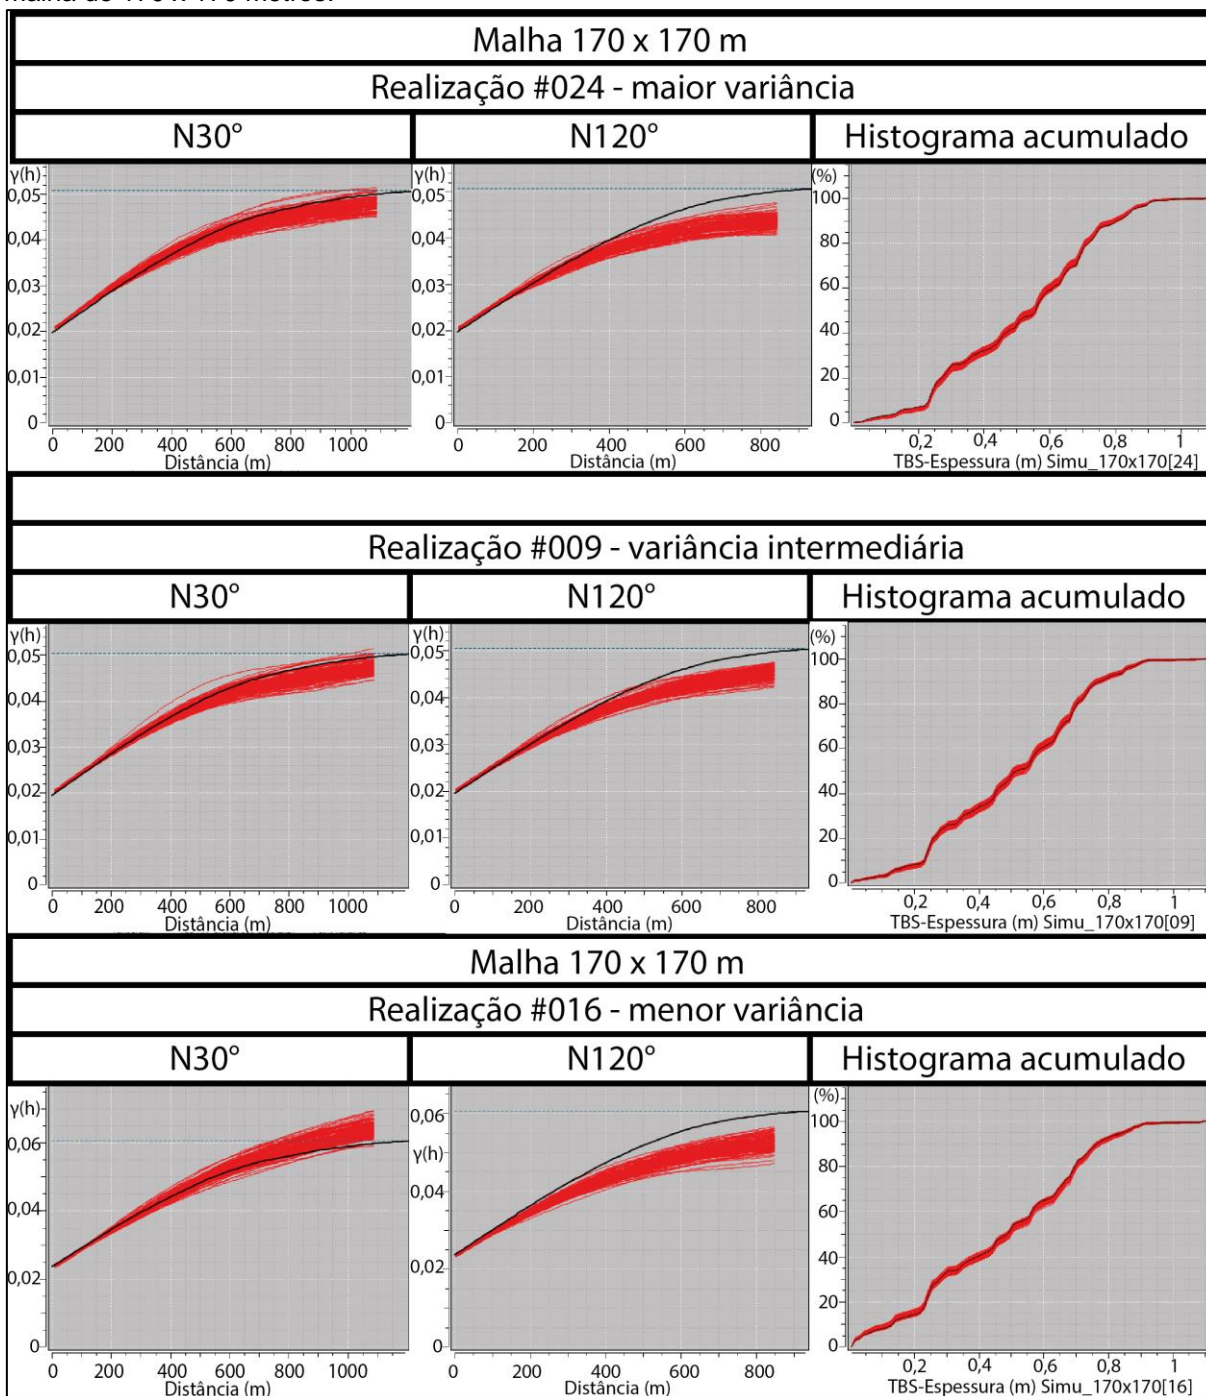 malha de 170 x 170 metros.
Malha 170 x 170 m
Realização #024 - maior variância
N30° N120° Histograma acumulado
γ(h) γ(h) (%)
0,05 0,05 100
0,04 0,04 80
0,03 0,03 60
0,02 0,02 40
0,01 0,01 20
0 0 0
0 200 400 600 800 1000 0 200 400 600 800 0,2 0,4 0,6 0,8 1
Distância (m) Distância (m) TBS-Espessura (m) Simu_170x170[24]
Realização #009 - variância intermediária
N30° N120° Histograma acumulado
γ(h) γ(h) (%)
0,05 0,05 100
0,04 0,04 80
0,03 0,03 60
0,02 0,02 40
0,01 0,01 20
0 0 0
0 200 400 600 800 1000 0 200 400 600 800 0,2 0,4 0,6 0,8 1
Distância (m) Distância (m) TBS-Espessura (m) Simu_170x170[09]
Malha 170 x 170 m
Realização #016 - menor variância
N30° N120° Histograma acumulado
γ(h) 0,06 (%)
0,06 γ(h) 100
0,04 0,04 80
0,02 0,02 60
0 0 40
20
0
0 200 400 600 800 1000 0 200 400 600 800 0,2 0,4 0,6 0,8 1
Distância (m) Distância (m) TBS-Espessura (m) Simu_170x170[16]